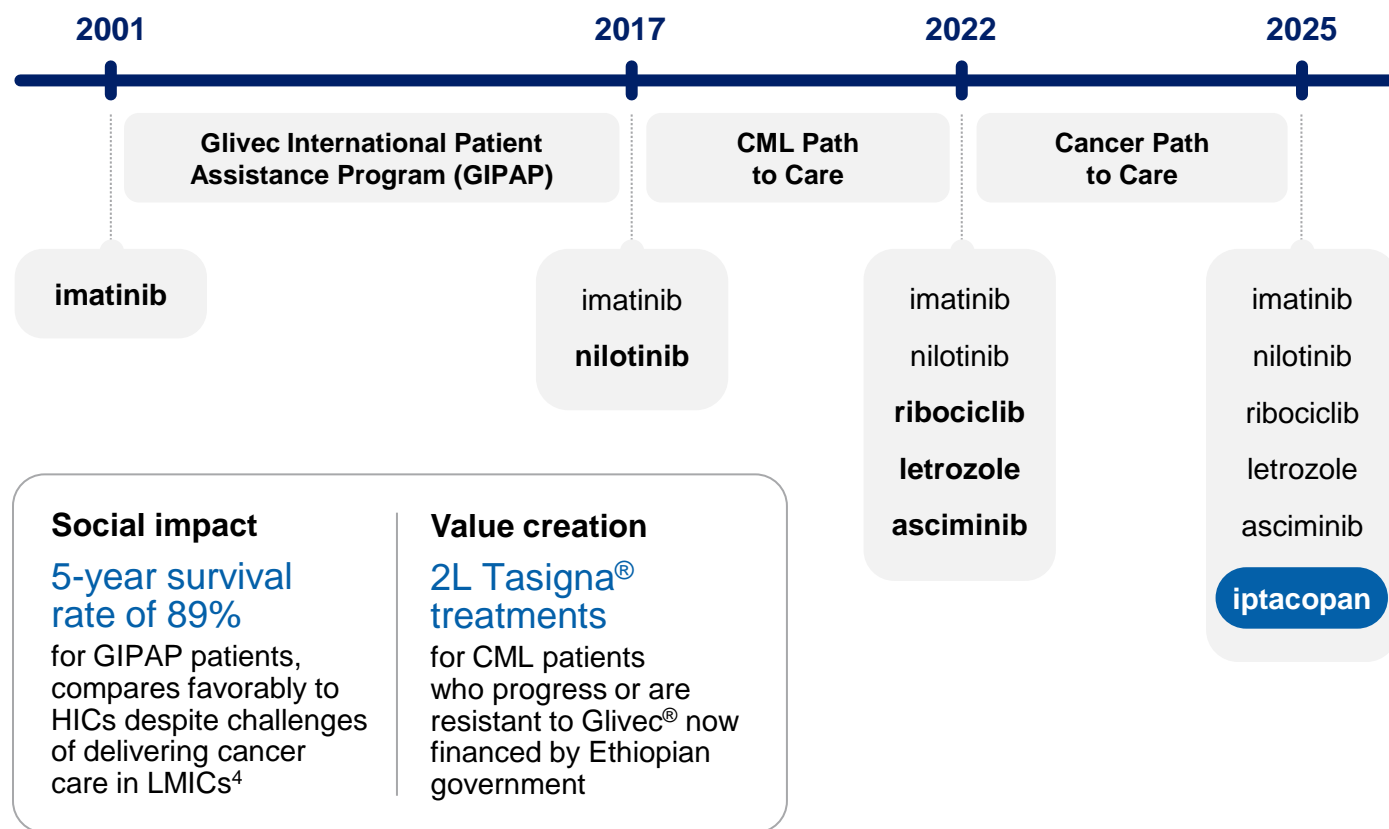 2001
2017
2022
2025
Glivec International Patient
Assistance Program (GIPAP)
CML Path
to Care
Cancer Path
to Care
imatinib
imatinib
nilotinib
imatinib
nilotinib
ribociclib
letrozole
asciminib
imatinib
nilotinib
ribociclib
letrozole
asciminib
iptacopan
Social impact
5-year survival
rate of 89%
for GIPAP patients,
compares favorably to
HICs despite challenges
of delivering cancer
care in LMICs⁴
Value creation
2L Tasigna®
treatments
for CML patients
who progress or are
resistant to Glivec® now
financed by Ethiopian
government